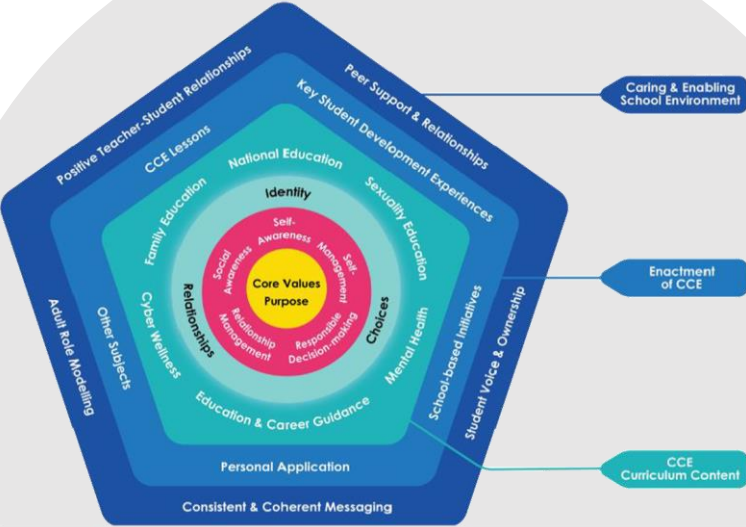 Positive Teacher-Student Relationships
Peer Support & Relationships
Caring & Enabling
School Environment
CCE Lessons
Key Student Development Experiences
National Education
Family Education
Sexuality Education
Identity
Self-
Awareness
Social
Awareness
Self-
Management
Core Values
Purpose
Enactment
of CCE
Relationships
Choices
Relationship
Management
Responsible
Decision-making
Cyber Wellness
Mental Health
Adult Role Modelling
Other Subjects
School-based Initiatives
Student Voice & Ownership
Education & Career Guidance
CCE
Curriculum Content
Personal Application
Consistent & Coherent Messaging